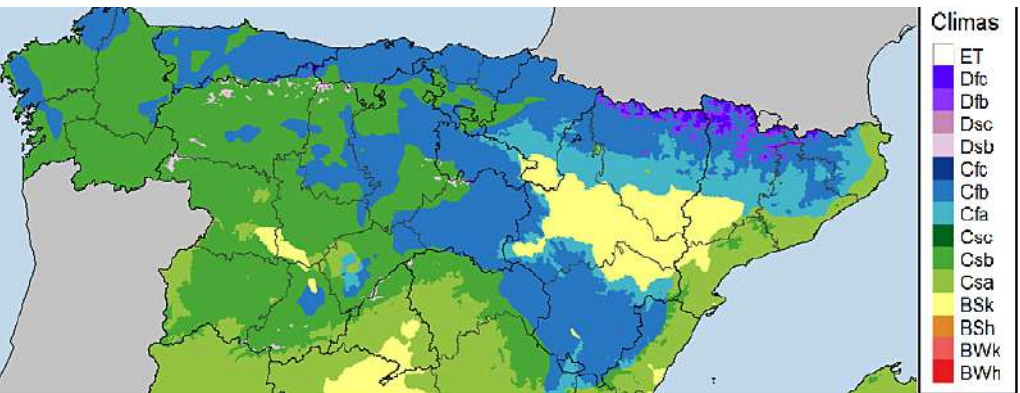 Climas
ET
Dfc
Dfb
Dsc
Dsb
Cfc
Cfb
Cfa
Csc
Csb
Csa
BSk
BSh
BWk
BWh